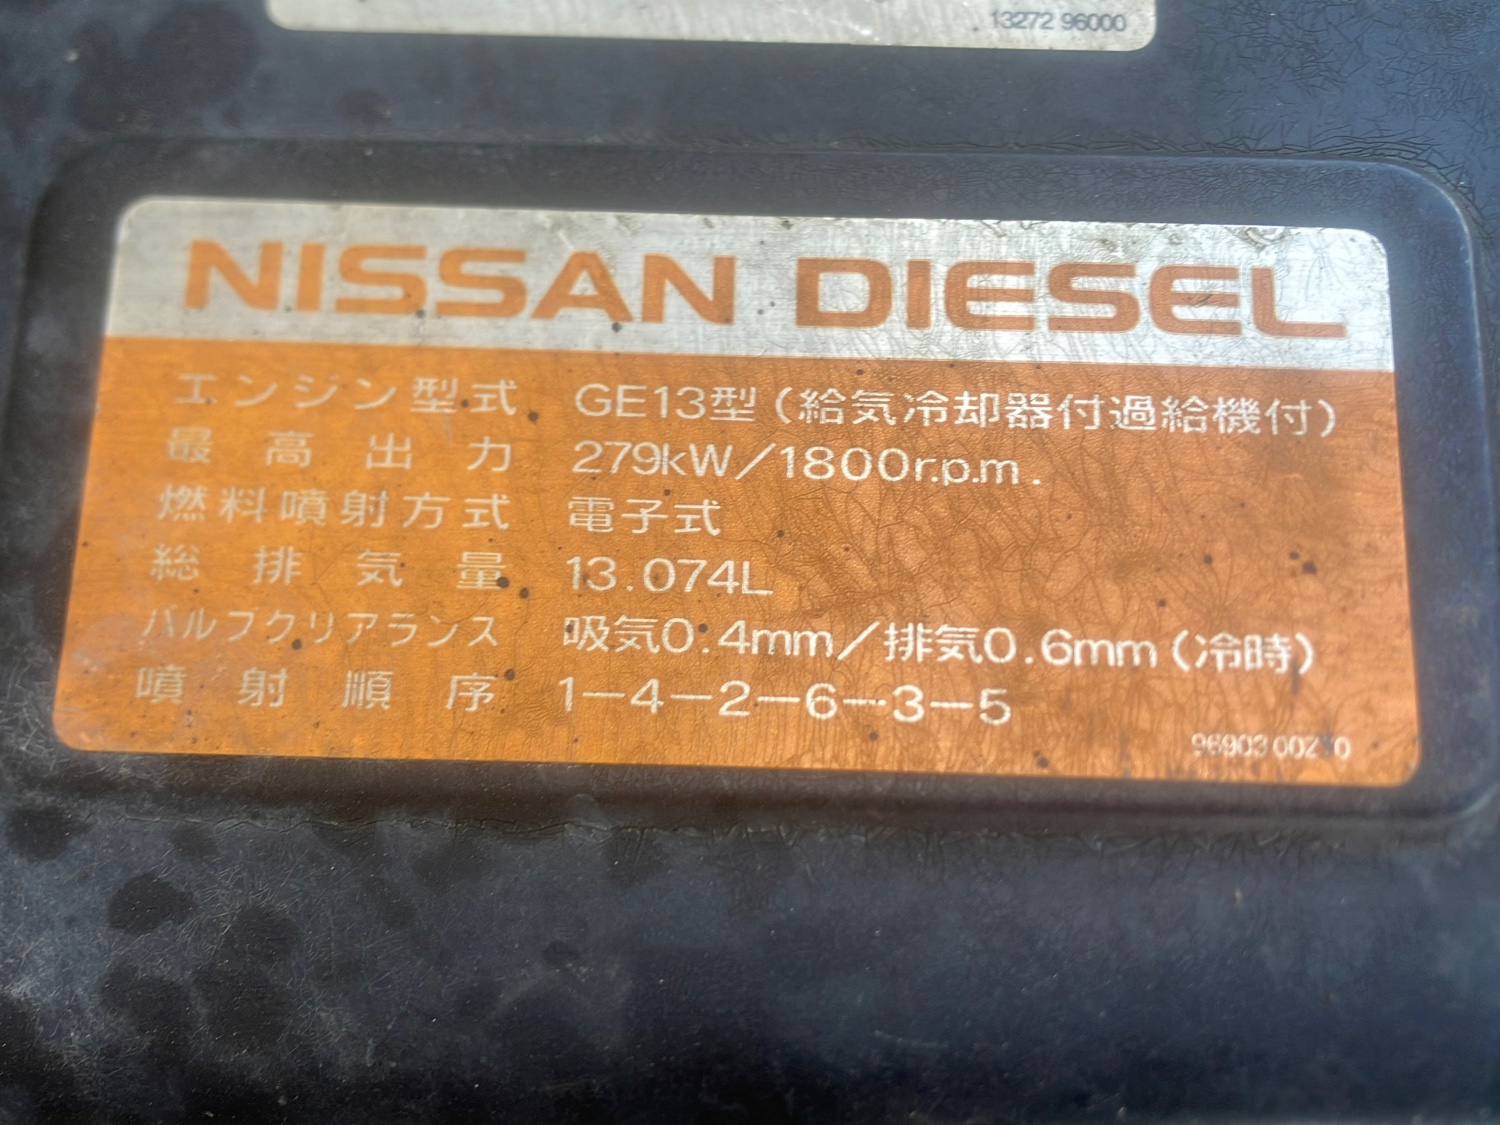 13272 96000
NISSAN DIESEL
エンジン型式 GE13型(給気冷却器付過給機付)
最高出力 279kW/1800r.p.m.
燃料噴射方式 電子式
総排気量 13.074L
バルブクリアランス 吸気0.4mm/排気0.6mm(冷時)
噴射順序 1-4-2-6-3-5
96903